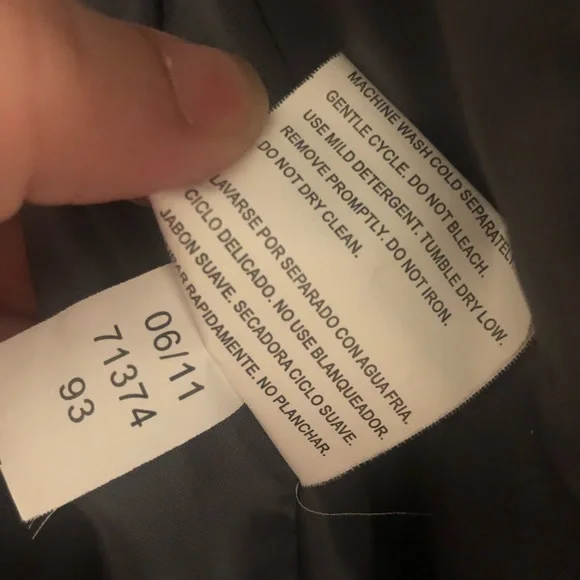 MACHINE WASH COLD SEPARATELY
GENTLE CYCLE. DO NOT BLEACH.
USE MILD DETERGENT. TUMBLE DRY LOW.
REMOVE PROMPTLY. DO NOT IRON.
DO NOT DRY CLEAN.
LAVARSE POR SEPARADO CON AGUA FRIA.
CICLO DELICADO. NO USE BLANQUEADOR.
JABON SUAVE. SECADORA CICLO SUAVE.
RAPIDAMENTE. NO PLANCHAR.
06/11
71374
93